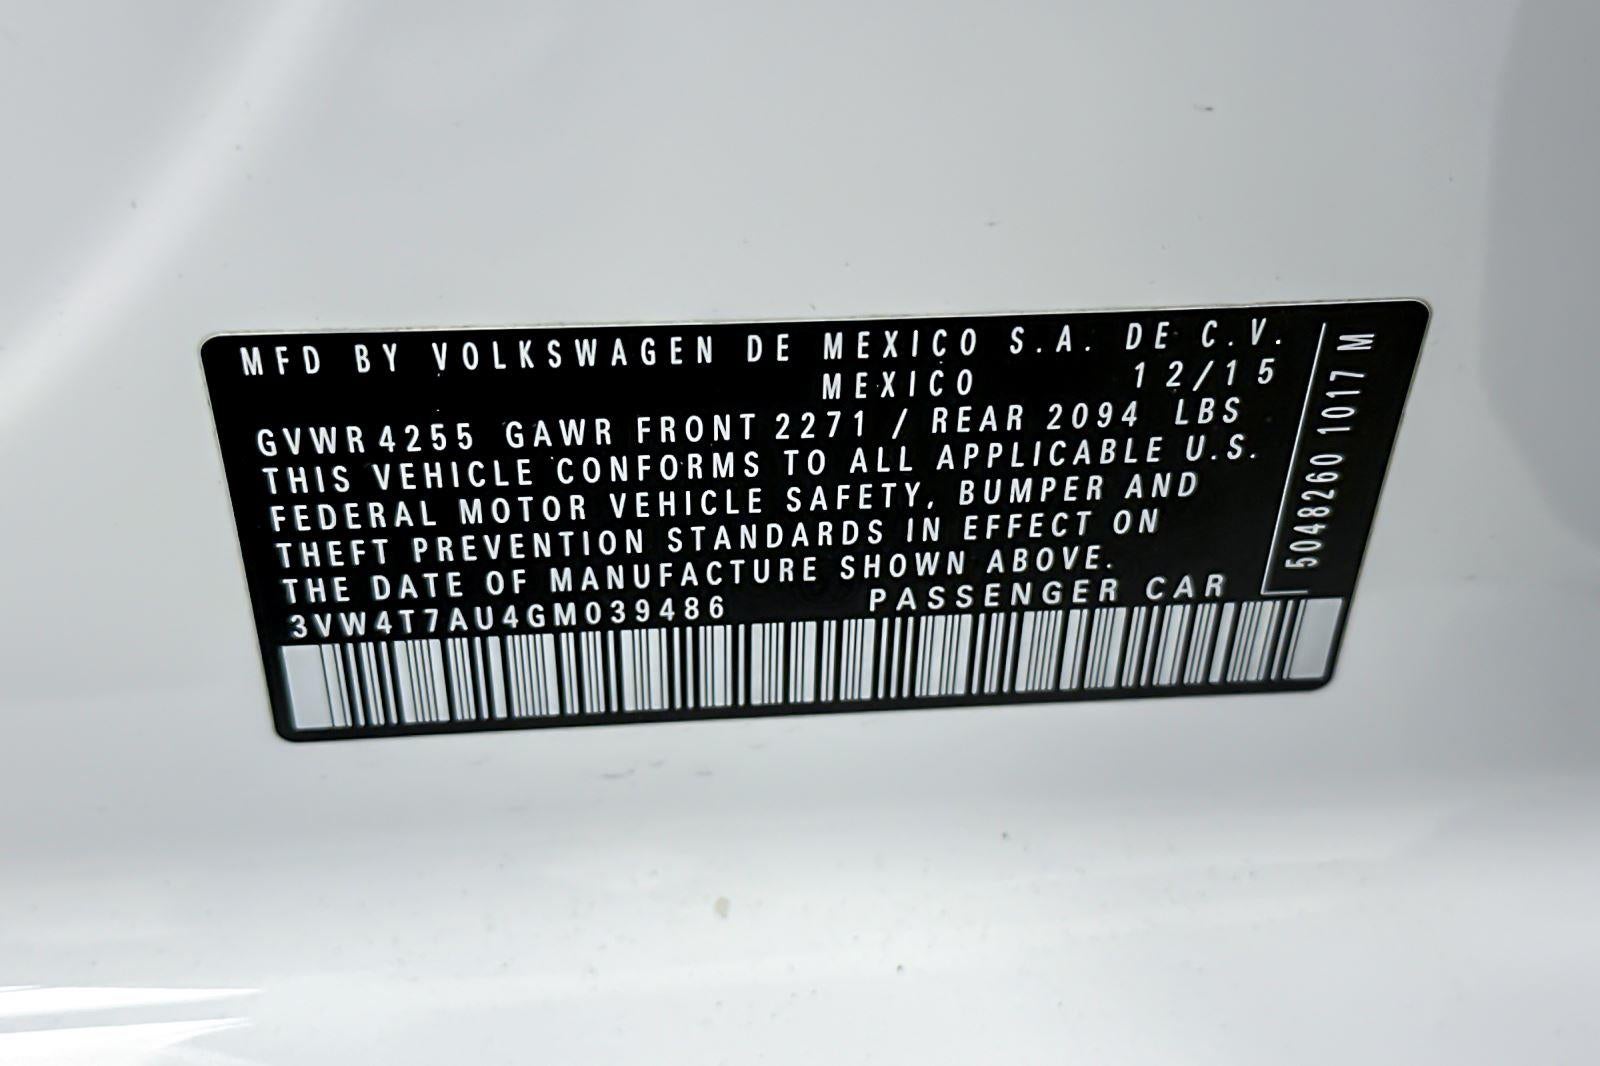 MFD BY VOLKSWAGEN DE MEXICO S.A. DE C.V.
MEXICO 12/15
GVWR 4255 GAWR FRONT 2271 / REAR 2094 LBS
THIS VEHICLE CONFORMS TO ALL APPLICABLE U.S.
FEDERAL MOTOR VEHICLE SAFETY, BUMPER AND
THEFT PREVENTION STANDARDS IN EFFECT ON
THE DATE OF MANUFACTURE SHOWN ABOVE.
3VW4T7AU4GM039486 PASSENGER CAR
5048260 1017 M